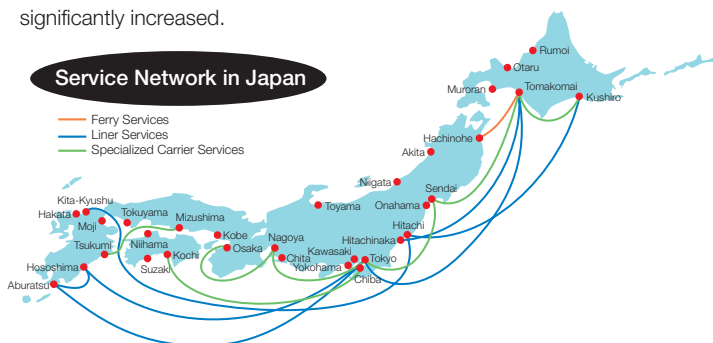 significantly increased.
Service Network in Japan
Ferry Services
Liner Services
Specialized Carrier Services
Rumoi
Otaru
Muroran
Tomakomai
Kushiro
Hachinohe
Akita
Niigata
Sendai
Toyama
Onahama
Kita-Kyushu
Hakata
Tokuyama
Mizushima
Moji
Hitachi
Kobe
Nagoya
Hitachinaka
Tsukumi
Niihama
Osaka
Kawasaki
Tokyo
Hososhima
Suzaki
Kochi
Chita
Yokohama
Chiba
Aburatsu